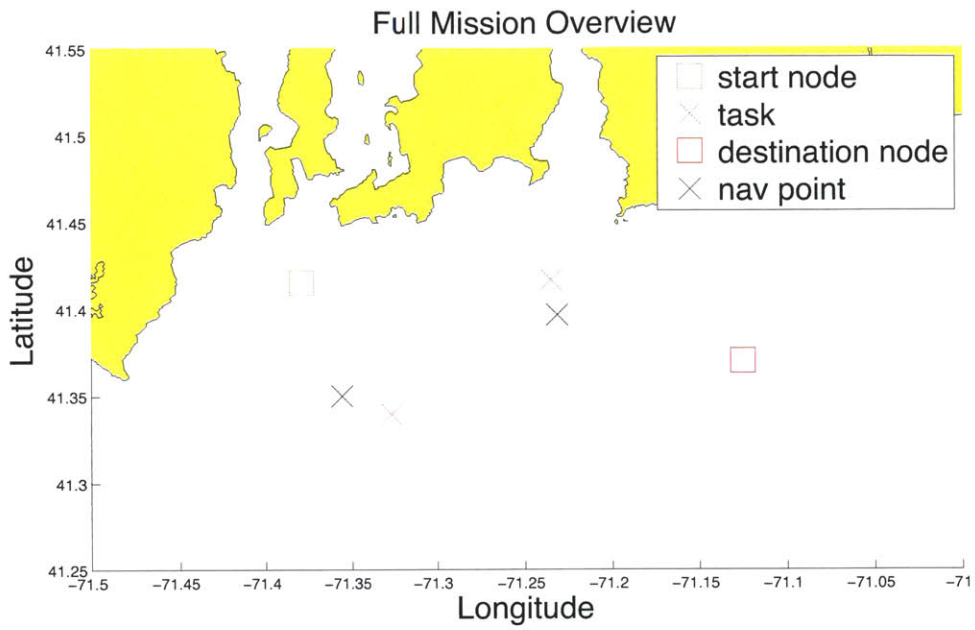 Full Mission Overview
41.55
start node
task
41.5
destination node
nav point
41.45
Latitude
41.4
41.35
41.3
41.25
−71.5 −71.45 −71.4 −71.35 −71.3 −71.25 −71.2 −71.15 −71.1 −71.05 −71
Longitude